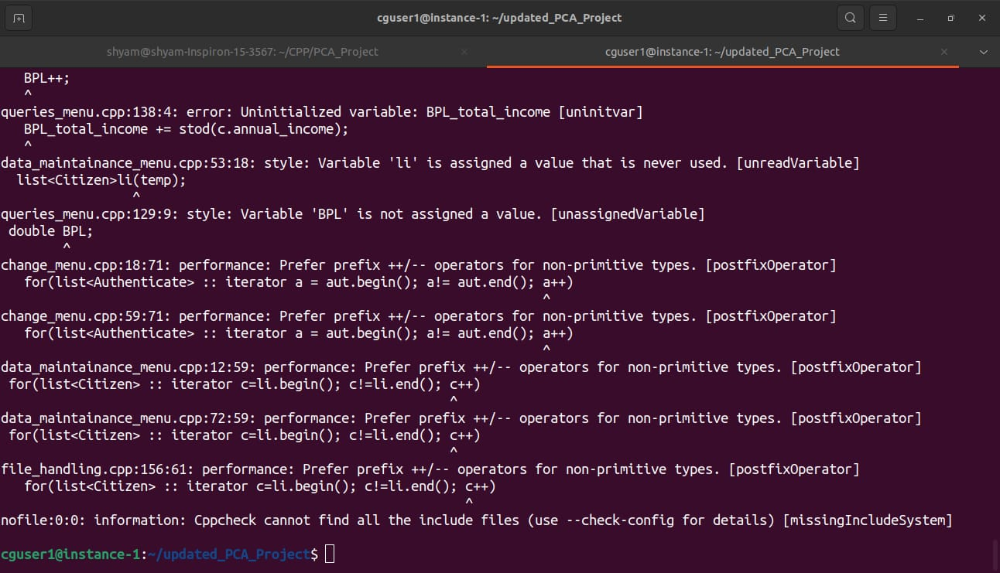 cguser1@instance-1: ~/updated_PCA_Project
shyam@shyam-Inspiron-15-3567: ~/CPP/PCA_Project
cguser1@instance-1: ~/updated_PCA_Project
BPL++;
^
queries_menu.cpp:138:4: error: Uninitialized variable: BPL_total_income [uninitvar]
BPL_total_income += stod(c.annual_income);
^
data_maintainance_menu.cpp:53:18: style: Variable 'li' is assigned a value that is never used. [unreadVariable]
list<Citizen>li(temp);
^
queries_menu.cpp:129:9: style: Variable 'BPL' is not assigned a value. [unassignedVariable]
double BPL;
^
change_menu.cpp:18:71: performance: Prefer prefix ++/-- operators for non-primitive types. [postfixOperator]
for(list<Authenticate> :: iterator a = aut.begin(); a!= aut.end(); a++)
^
change_menu.cpp:59:71: performance: Prefer prefix ++/-- operators for non-primitive types. [postfixOperator]
for(list<Authenticate> :: iterator a = aut.begin(); a!= aut.end(); a++)
^
data_maintainance_menu.cpp:12:59: performance: Prefer prefix ++/-- operators for non-primitive types. [postfixOperator]
for(list<Citizen> :: iterator c=li.begin(); c!=li.end(); c++)
^
data_maintainance_menu.cpp:72:59: performance: Prefer prefix ++/-- operators for non-primitive types. [postfixOperator]
for(list<Citizen> :: iterator c=li.begin(); c!=li.end(); c++)
^
file_handling.cpp:156:61: performance: Prefer prefix ++/-- operators for non-primitive types. [postfixOperator]
for(list<Citizen> :: iterator c=li.begin(); c!=li.end(); c++)
^
nofile:0:0: information: Cppcheck cannot find all the include files (use --check-config for details) [missingIncludeSystem]
cguser1@instance-1:~/updated_PCA_Project$